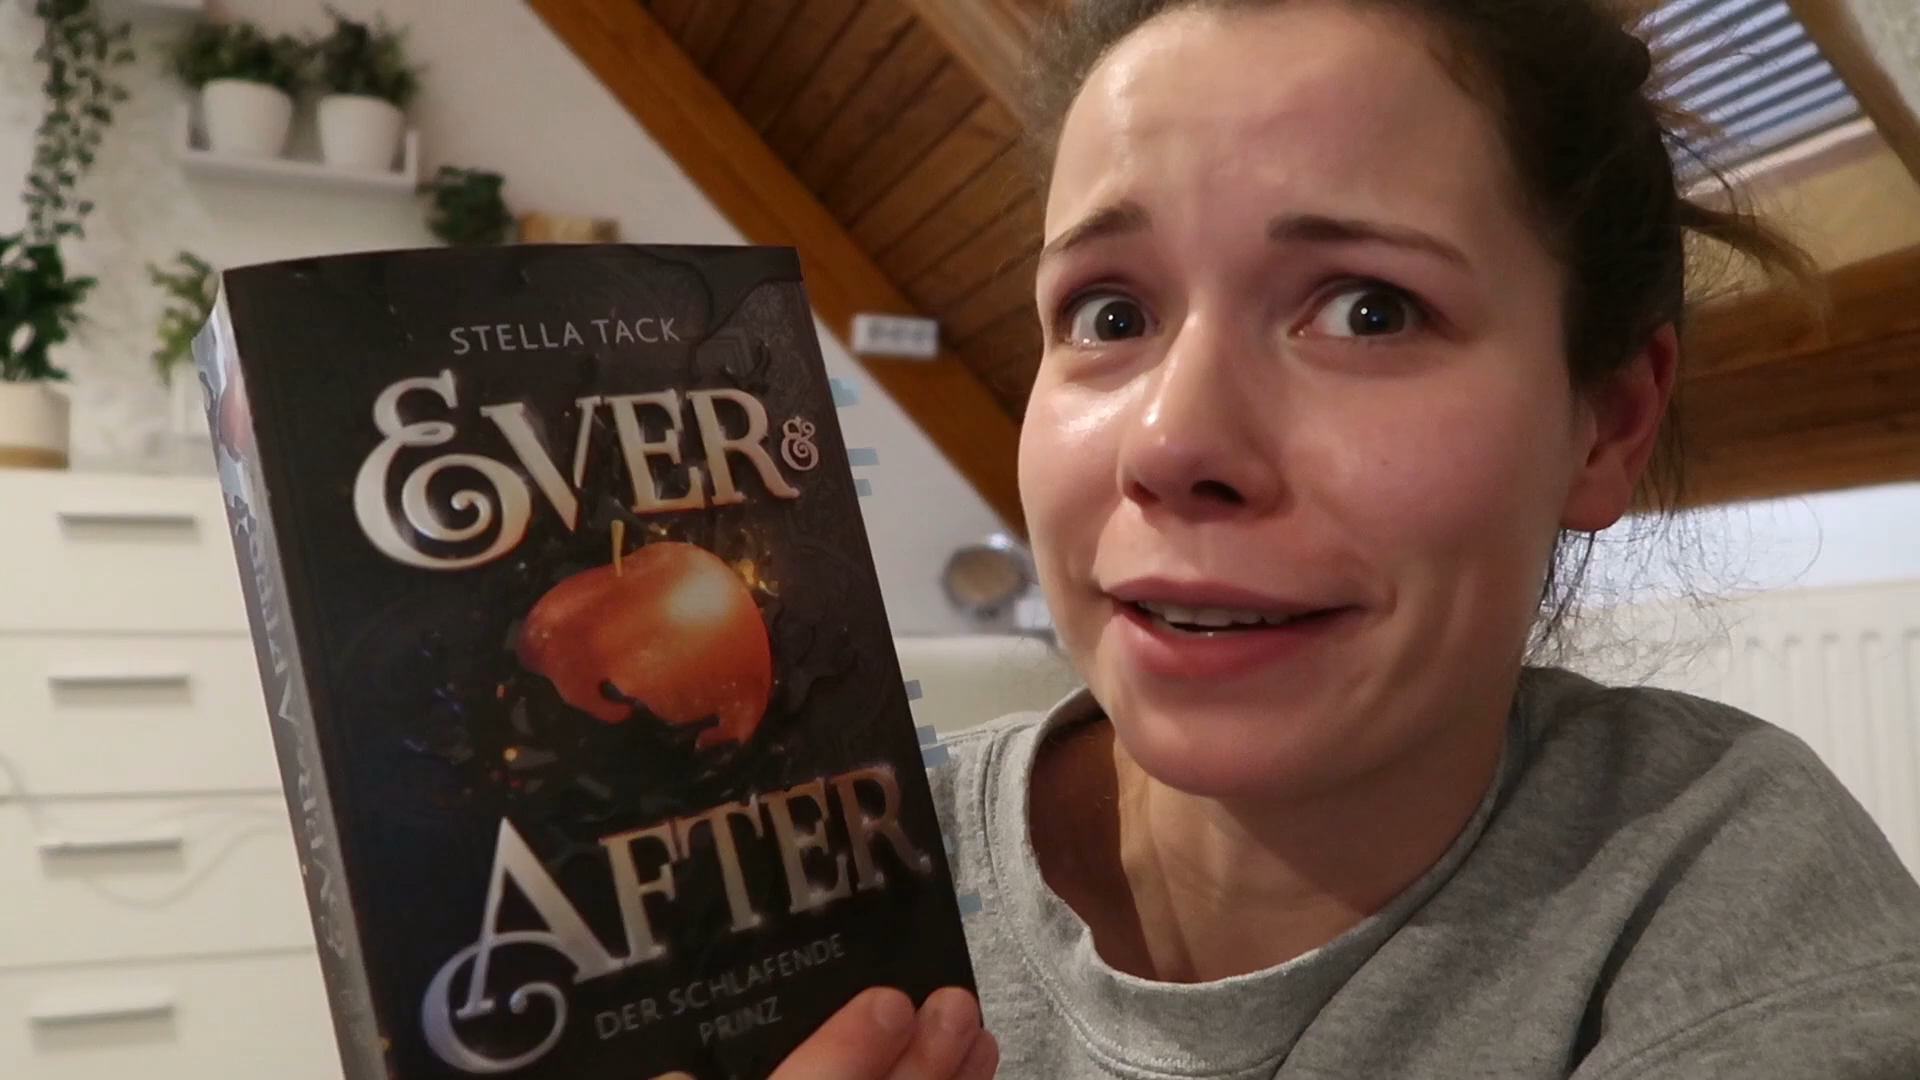 STELLA TACK
EVER &
AFTER
DER SCHLAFENDE
PRINZ